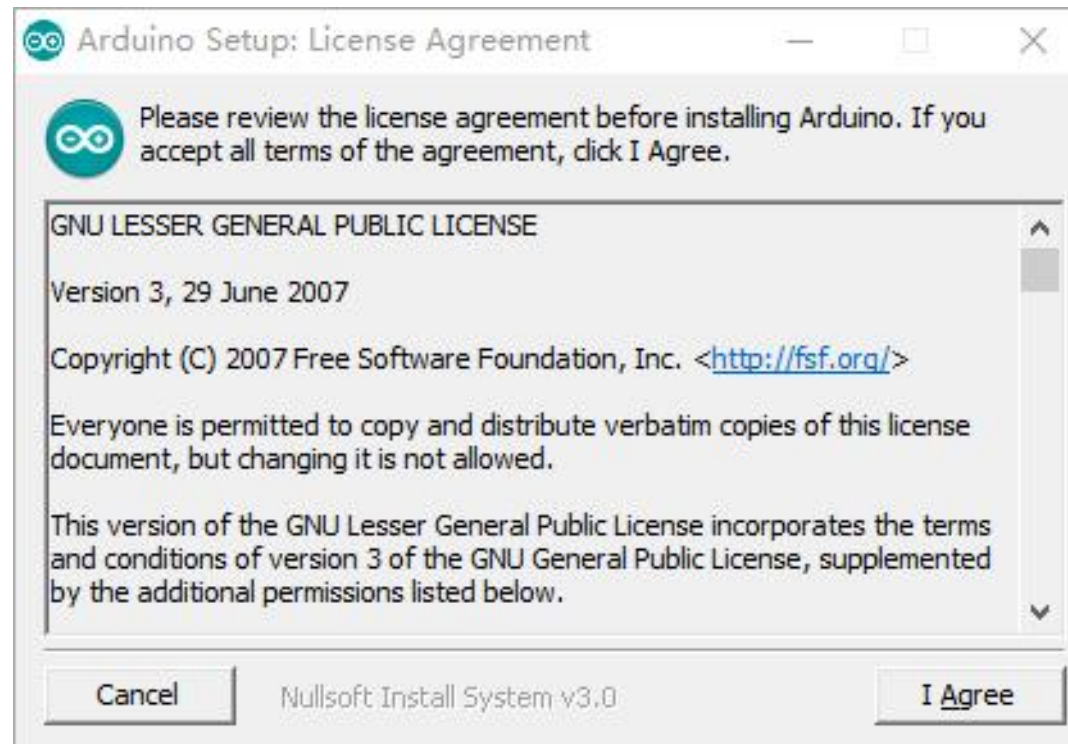 Arduino Setup: License Agreement
Please review the license agreement before installing Arduino. If you
accept all terms of the agreement, click I Agree.
GNU LESSER GENERAL PUBLIC LICENSE
Version 3, 29 June 2007
Copyright (C) 2007 Free Software Foundation, Inc. <http://fsf.org/>
Everyone is permitted to copy and distribute verbatim copies of this license
document, but changing it is not allowed.
This version of the GNU Lesser General Public License incorporates the terms
and conditions of version 3 of the GNU General Public License, supplemented
by the additional permissions listed below.
Cancel
Nullsoft Install System v3.0
I Agree